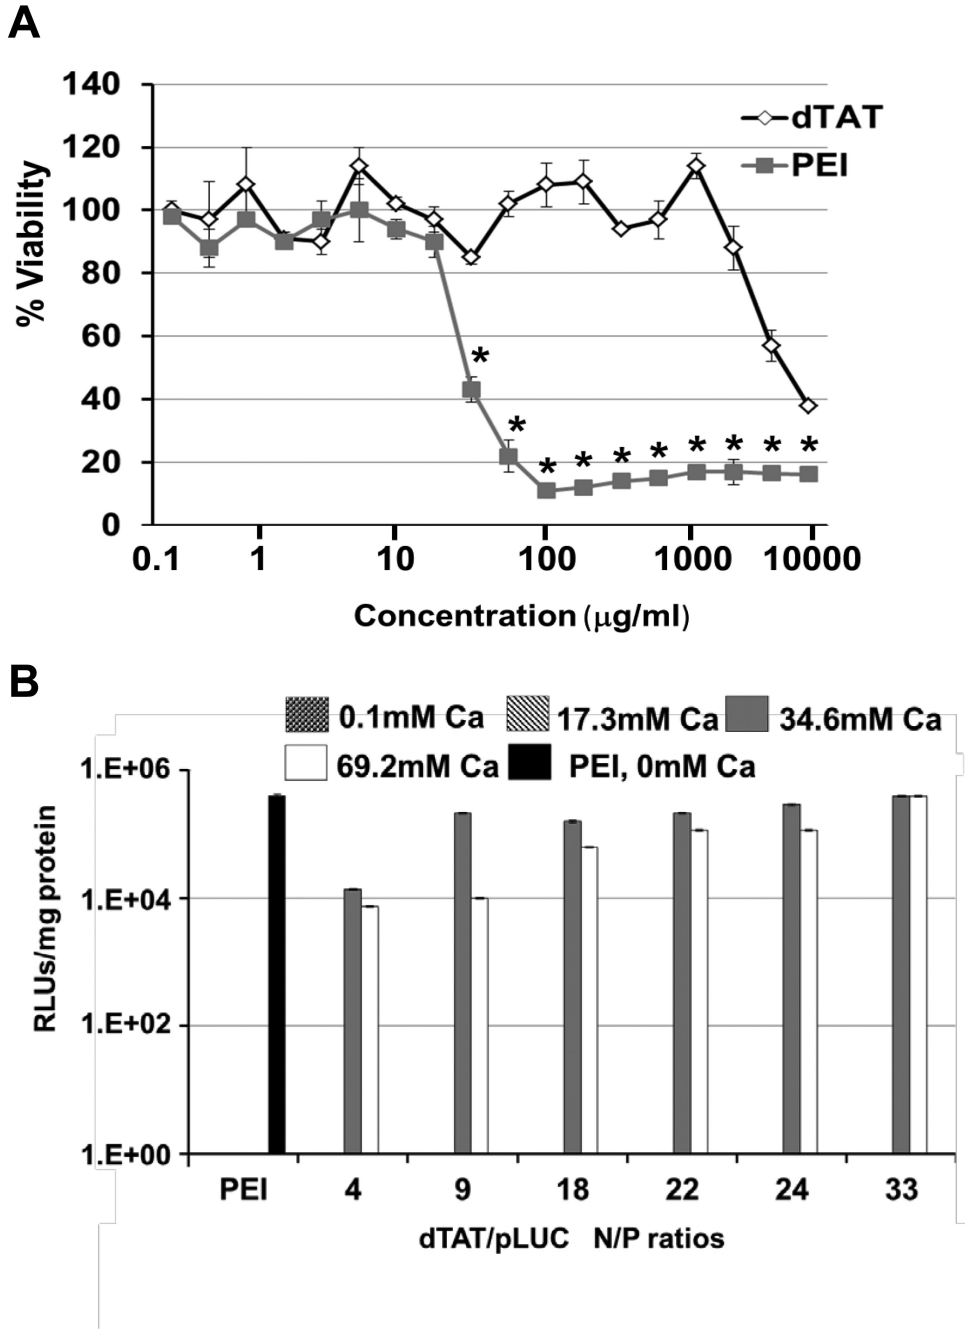 A
140
120
100
80
60
40
20
0
% Viability
dTAT
PEI
* * * * * * * * * *
0.1 1 10 100 1000 10000
Concentration (μg/ml)
B
0.1mM Ca 17.3mM Ca 34.6mM Ca
69.2mM Ca PEI, 0mM Ca
1.E+06
1.E+04
1.E+02
1.E+00
RLUs/mg protein
PEI 4 9 18 22 24 33
dTAT/pLUC N/P ratios